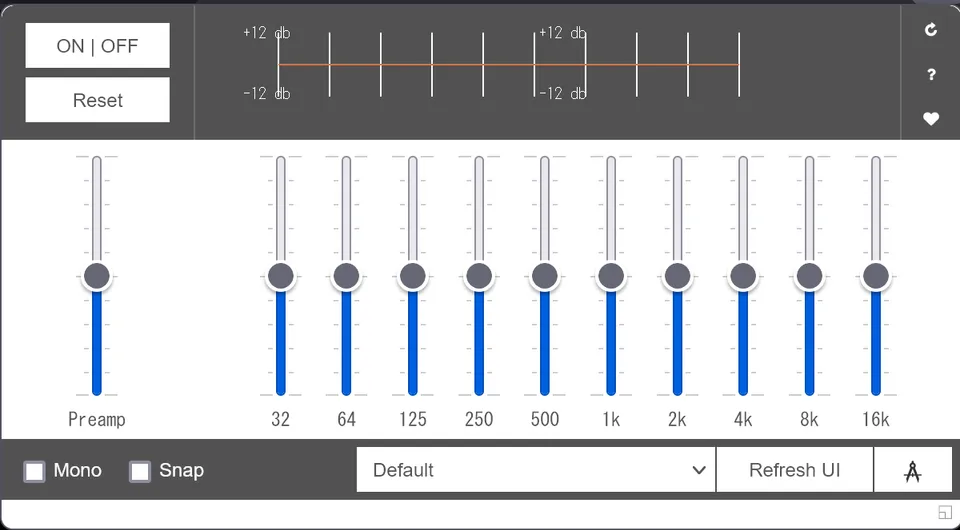 ON | OFF
Reset
+12 db
+12 db
-12 db
-12 db
?
Preamp
32
64
125
250
500
1k
2k
4k
8k
16k
Mono
Snap
Default
Refresh UI